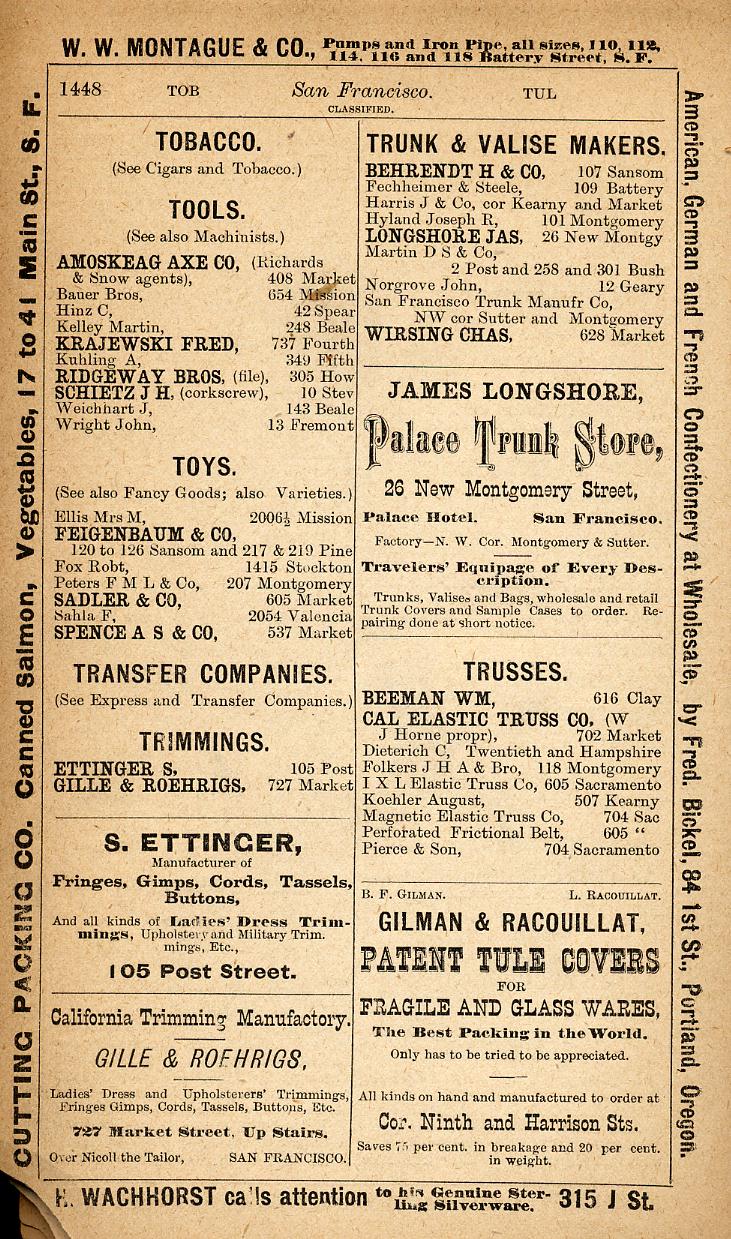 W. W. MONTAGUE & CO., Pumps and Iron Pipe, all sizes, 110, 112,
114, 116 and 118 Battery Street, S. F.
1448 TOB San Francisco. TUL
CLASSIFIED.
TOBACCO.
(See Cigars and Tobacco.)
TOOLS.
(See also Machinists.)
AMOSKEAG AXE CO, (Richards
& Snow agents), 408 Market
Bauer Bros, 654 Mission
Hinz C, 42 Spear
Kelley Martin, 248 Beale
KRAJEWSKI FRED, 737 Fourth
Kuhling A, 349 Fifth
RIDGEWAY BROS, (file), 305 How
SCHIETZ J H, (corkscrew), 10 Stev
Weichhart J, 143 Beale
Wright John, 13 Fremont
TOYS.
(See also Fancy Goods; also Varieties.)
Ellis Mrs M, 2006½ Mission
FEIGENBAUM & CO,
120 to 126 Sansom and 217 & 219 Pine
Fox Robt, 1415 Stockton
Peters F M L & Co, 207 Montgomery
SADLER & CO, 605 Market
Sahla F, 2054 Valencia
SPENCE A S & CO, 537 Market
TRANSFER COMPANIES.
(See Express and Transfer Companies.)
TRIMMINGS.
ETTINGER S, 105 Post
GILLE & ROEHRIGS, 727 Market
S. ETTINGER,
Manufacturer of
Fringes, Gimps, Cords, Tassels,
Buttons,
And all kinds of Ladies' Dress Trim-
mings, Upholstery and Military Trim.
mings, Etc.,
105 Post Street.
California Trimming Manufactory.
GILLE & ROEHRIGS,
Ladies' Dress and Upholsterers' Trimmings,
Fringes Gimps, Cords, Tassels, Buttons, Etc.
727 Market Street, Up Stairs.
Over Nicoll the Tailor, SAN FRANCISCO.
TRUNK & VALISE MAKERS.
BEHRENDT H & CO, 107 Sansom
Fechheimer & Steele, 109 Battery
Harris J & Co, cor Kearny and Market
Hyland Joseph R, 101 Montgomery
LONGSHORE JAS, 26 New Montgy
Martin D S & Co,
2 Post and 258 and 301 Bush
Norgrove John, 12 Geary
San Francisco Trunk Manufr Co,
NW cor Sutter and Montgomery
WIRSING CHAS, 628 Market
JAMES LONGSHORE,
Palace Trunk Store,
26 New Montgomery Street,
Palace Hotel. San Francisco.
Factory—N. W. Cor. Montgomery & Sutter.
Travelers' Equipage of Every Des-
cription.
Trunks, Valises and Bags, wholesale and retail
Trunk Covers and Sample Cases to order. Re-
pairing done at short notice.
TRUSSES.
BEEMAN WM, 616 Clay
CAL ELASTIC TRUSS CO, (W
J Horne propr), 702 Market
Dieterich C, Twentieth and Hampshire
Folkers J H A & Bro, 118 Montgomery
I X L Elastic Truss Co, 605 Sacramento
Koehler August, 507 Kearny
Magnetic Elastic Truss Co, 704 Sac
Perforated Frictional Belt, 605 “
Pierce & Son, 704 Sacramento
B. F. GILMAN. L. RACOUILLAT.
GILMAN & RACOUILLAT,
PATENT TULE COVERS
FOR
FRAGILE AND GLASS WARES,
The Best Packing in the World.
Only has to be tried to be appreciated.
All kinds on hand and manufactured to order at
Cor. Ninth and Harrison Sts.
Saves 75 per cent. in breakage and 20 per cent.
in weight.
CUTTING PACKING CO. Canned Salmon, Vegetables, 17 to 41 Main St., S. F.
American, German and French Confectionery at Wholesale, by Fred. Bickel, 84 1st St., Portland, Oregon.
H. WACHHORST calls attention to his Genuine Ster-
ling Silverware. 315 J St.